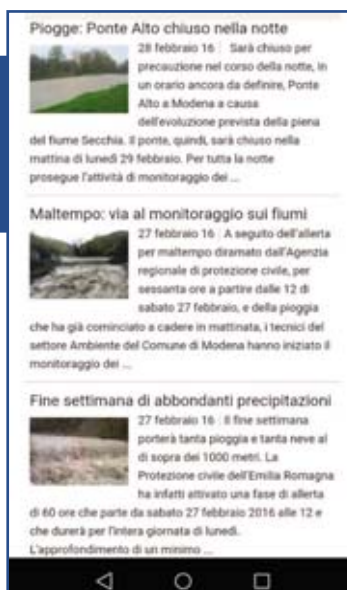 Piogge: Ponte Alto chiuso nella notte
28 febbraio 16 | Sarà chiuso per
precauzione nel corso della notte, in
un orario ancora da definire, Ponte
Alto a Modena a causa
dell'evoluzione prevista della piena
del fiume Secchia. Il ponte, quindi, sarà chiuso nella
mattina di lunedì 29 febbraio. Per tutta la notte
prosegue l'attività di monitoraggio dei ...
Maltempo: via al monitoraggio sui fiumi
27 febbraio 16 | A seguito dell'allerta
per maltempo diramato dall'Agenzia
regionale di protezione civile, per
sessanta ore a partire dalle 12 di
sabato 27 febbraio, e della pioggia
che ha già cominciato a cadere in mattinata, i tecnici del
settore Ambiente del Comune di Modena hanno iniziato il
monitoraggio dei ...
Fine settimana di abbondanti precipitazioni
27 febbraio 16 | Il fine settimana
porterà tanta pioggia e tanta neve al
di sopra dei 1000 metri. La
Protezione civile dell'Emilia Romagna
ha infatti attivato una fase di allerta
di 60 ore che parte da sabato 27 febbraio 2016 alle 12 e
che durerà per l'intera giornata di lunedì.
L'approfondimento di un minimo ...